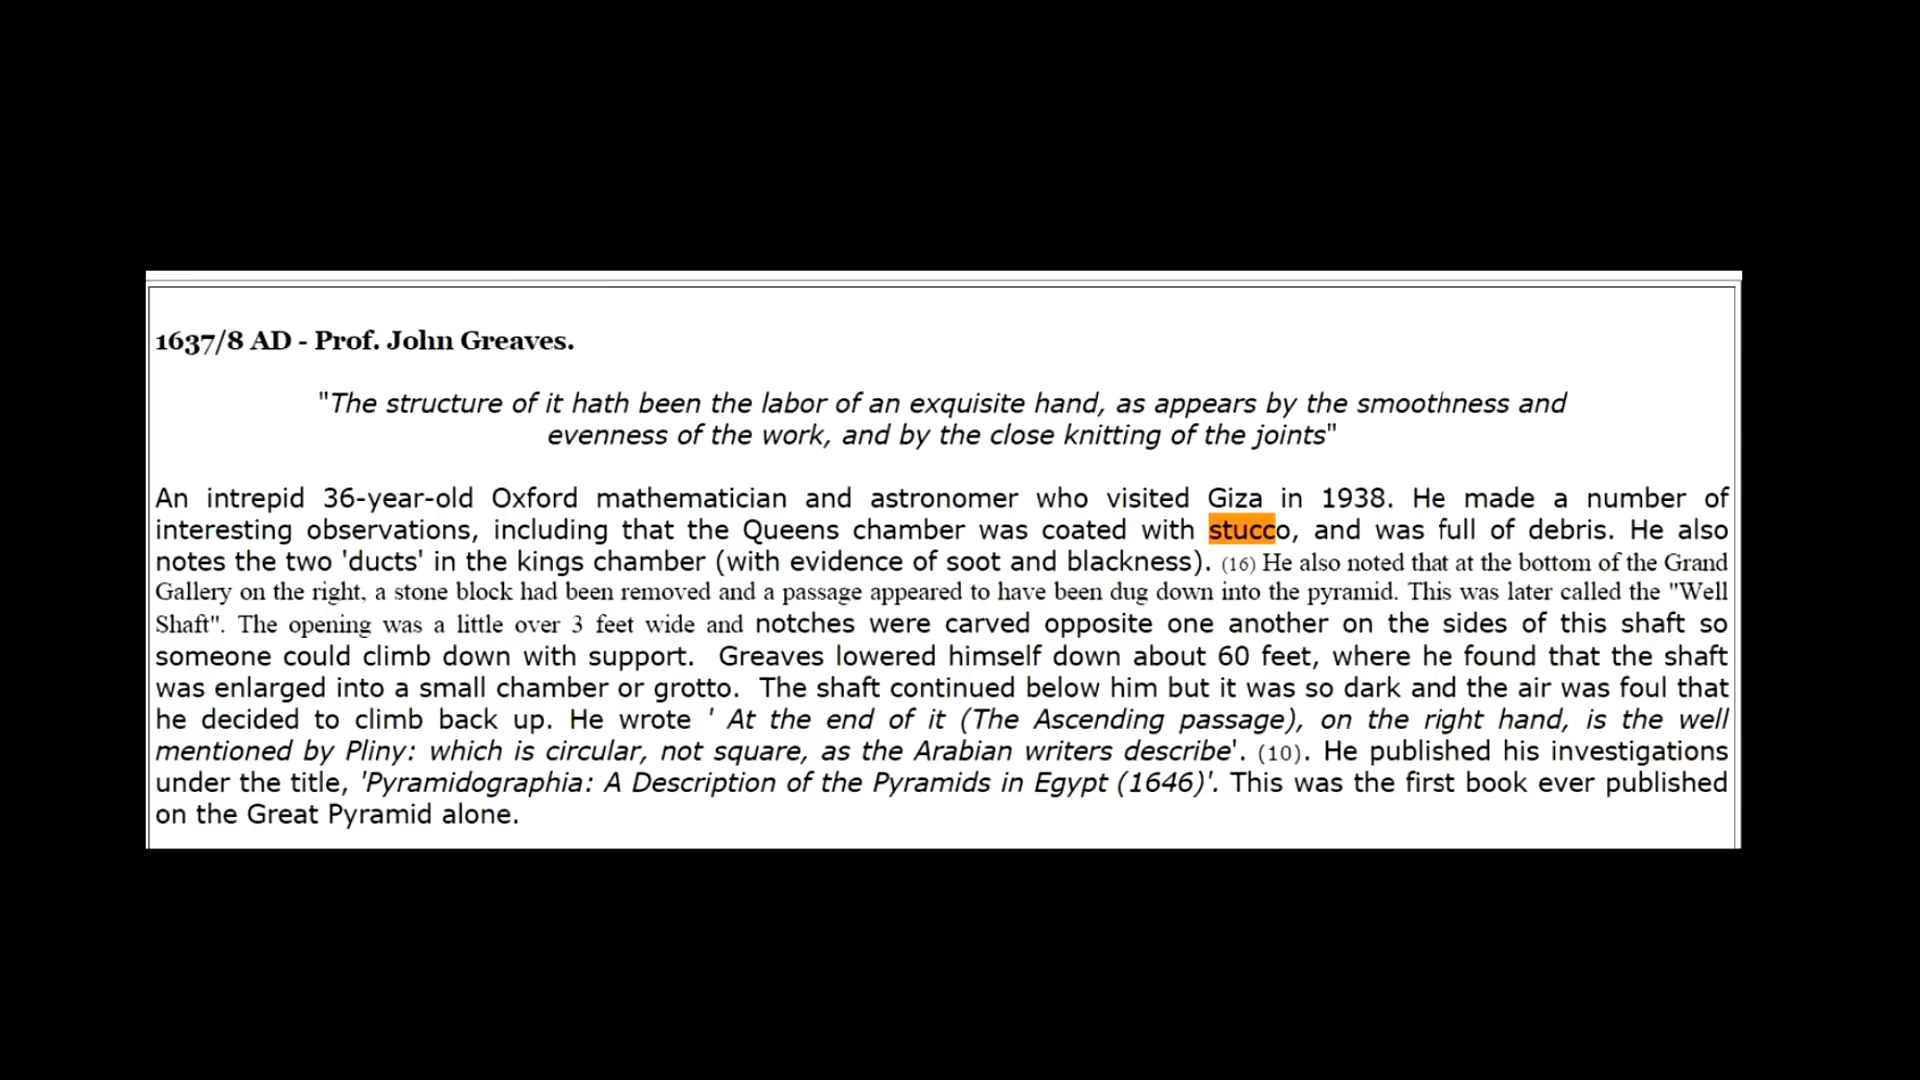 1637/8 AD - Prof. John Greaves.
"The structure of it hath been the labor of an exquisite hand, as appears by the smoothness and
evenness of the work, and by the close knitting of the joints"
An intrepid 36-year-old Oxford mathematician and astronomer who visited Giza in 1938. He made a number of
interesting observations, including that the Queens chamber was coated with stucco, and was full of debris. He also
notes the two 'ducts' in the kings chamber (with evidence of soot and blackness). (16) He also noted that at the bottom of the Grand
Gallery on the right, a stone block had been removed and a passage appeared to have been dug down into the pyramid. This was later called the "Well
Shaft". The opening was a little over 3 feet wide and notches were carved opposite one another on the sides of this shaft so
someone could climb down with support. Greaves lowered himself down about 60 feet, where he found that the shaft
was enlarged into a small chamber or grotto. The shaft continued below him but it was so dark and the air was foul that
he decided to climb back up. He wrote ' At the end of it (The Ascending passage), on the right hand, is the well
mentioned by Pliny: which is circular, not square, as the Arabian writers describe'. (10). He published his investigations
under the title, 'Pyramidographia: A Description of the Pyramids in Egypt (1646)'. This was the first book ever published
on the Great Pyramid alone.